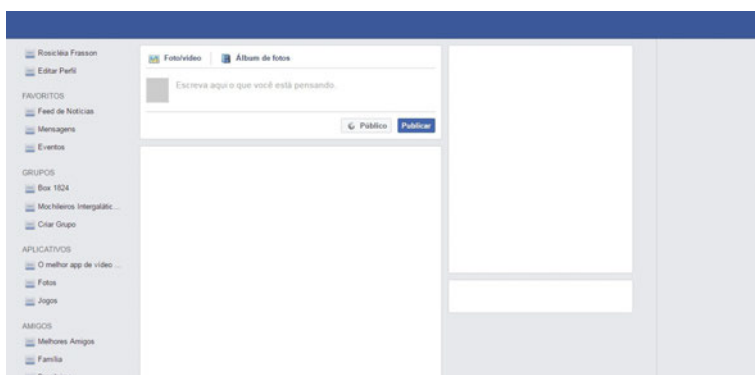 Rosicléia Frasson
Editar Perfil
FAVORITOS
Feed de Notícias
Mensagens
Eventos
GRUPOS
Box 1824
Mochileiros Intergalátic...
Criar Grupo
APLICATIVOS
O melhor app de vídeo ...
Fotos
Jogos
AMIGOS
Melhores Amigos
Família
Foto/vídeo
Álbum de fotos
Escreva aqui o que você está pensando.
Público
Publicar